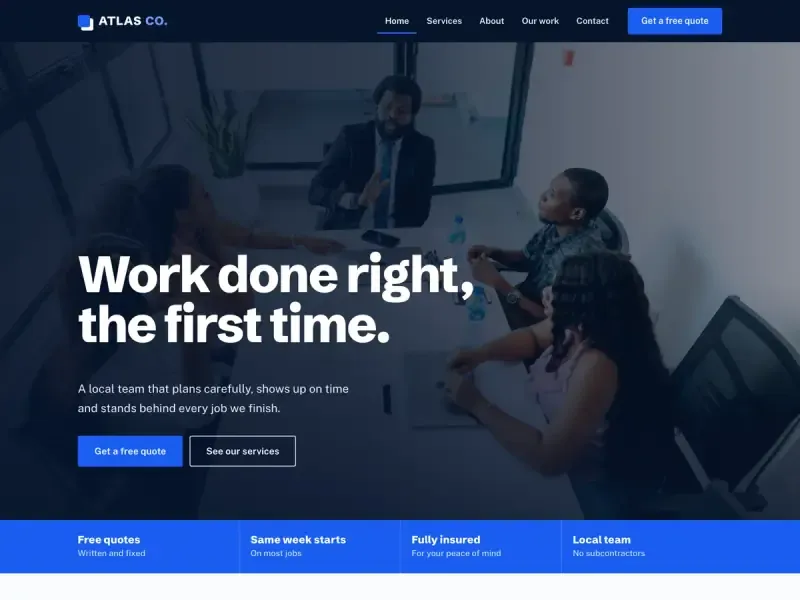 ATLAS CO.
Home Services About Our work Contact Get a free quote
Work done right,
the first time.
A local team that plans carefully, shows up on time
and stands behind every job we finish.
Get a free quote See our services
Free quotes Same week starts Fully insured Local team
Written and fixed On most jobs For your peace of mind No subcontractors